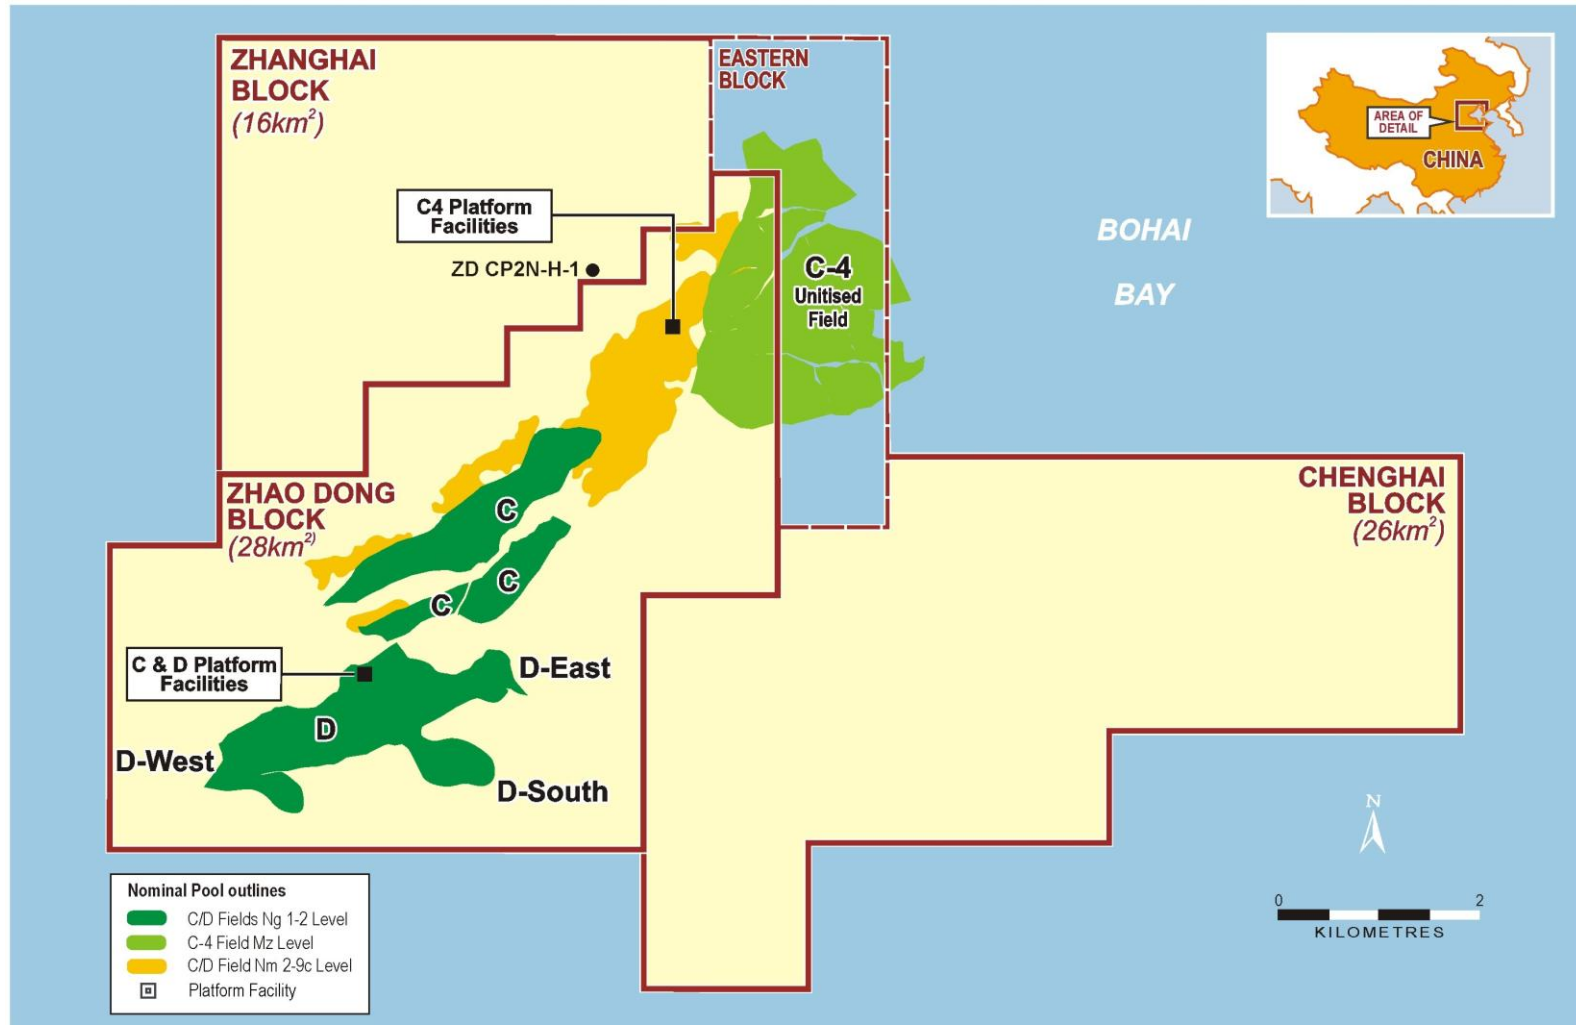 ZHANGHAI
BLOCK
(16km²)
EASTERN
BLOCK
AREA OF
DETAIL
CHINA
C4 Platform
Facilities
ZD CP2N-H-1
BOHAI
BAY
C-4
Unitised
Field
ZHAO DONG
BLOCK
(28km²)
CHENGHAI
BLOCK
(26km²)
C
C
C
C & D Platform
Facilities
D-East
D
D-West
D-South
N
Nominal Pool outlines
C/D Fields Ng 1-2 Level
C-4 Field Mz Level
C/D Field Nm 2-9c Level
Platform Facility
0 2
KILOMETRES